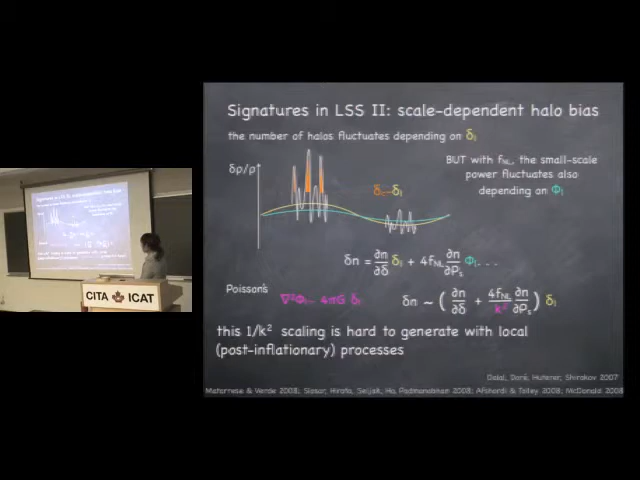 Signatures in LSS II: scale-dependent halo bias
the number of halos fluctuates depending on δₗ
BUT with fNL, the small-scale
power fluctuates also
depending on Φₗ
δρ/ρ
δc-δₗ
δn = ∂n/∂δ δₗ + 4fNL ∂n/∂Pₛ Φₗ...
Poisson's
∇²Φₗ ~ 4πG δₗ
δn ~ ( ∂n/∂δ + 4fNL/k² ∂n/∂Pₛ ) δₗ
this 1/k² scaling is hard to generate with local
(post-inflationary) processes
Dalal, Doré, Huterer, Shirakov 2007
Matarrese & Verde 2008; Slosar, Hirata, Seljak, Ho, Padmanabhan 2008; Afshordi & Tolley 2008; McDonald 2008
CITA ICAT